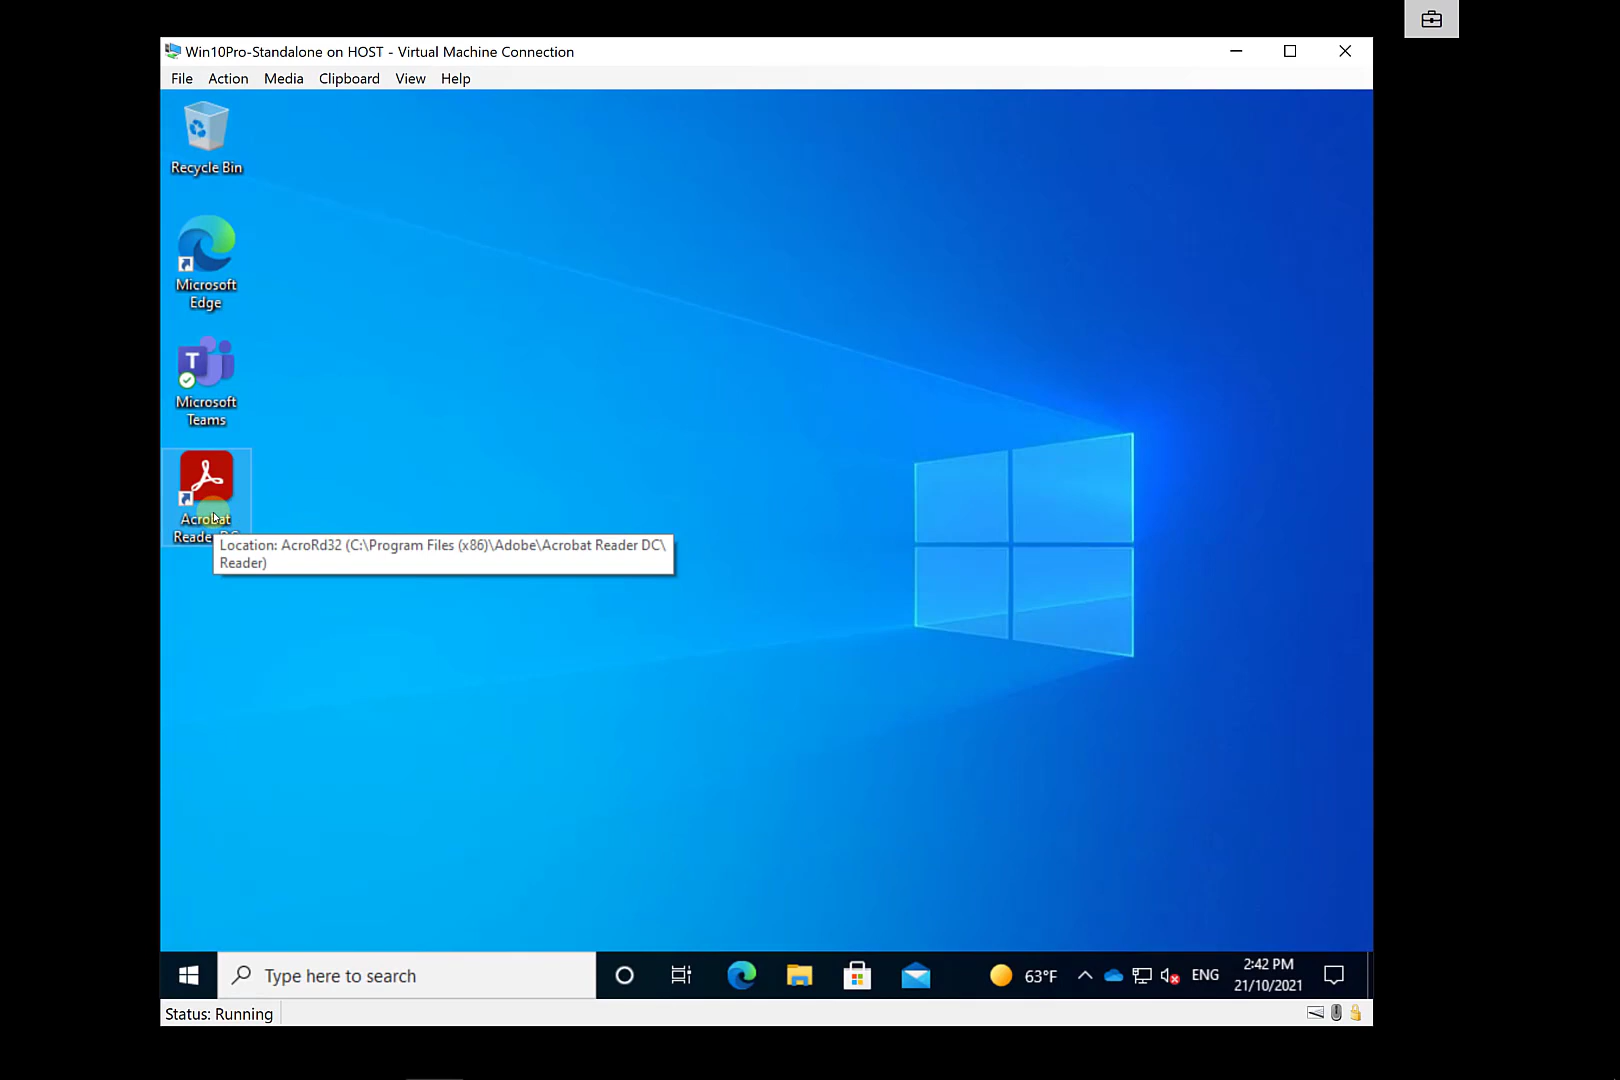 Win10Pro-Standalone on HOST - Virtual Machine Connection
File Action Media Clipboard View Help
Recycle Bin
Microsoft
Edge
T
Microsoft
Teams
Acrobat
Reader DC
Location: AcroRd32 (C:\Program Files (x86)\Adobe\Acrobat Reader DC\
Reader)
Type here to search
63°F
ENG
2:42 PM
21/10/2021
Status: Running